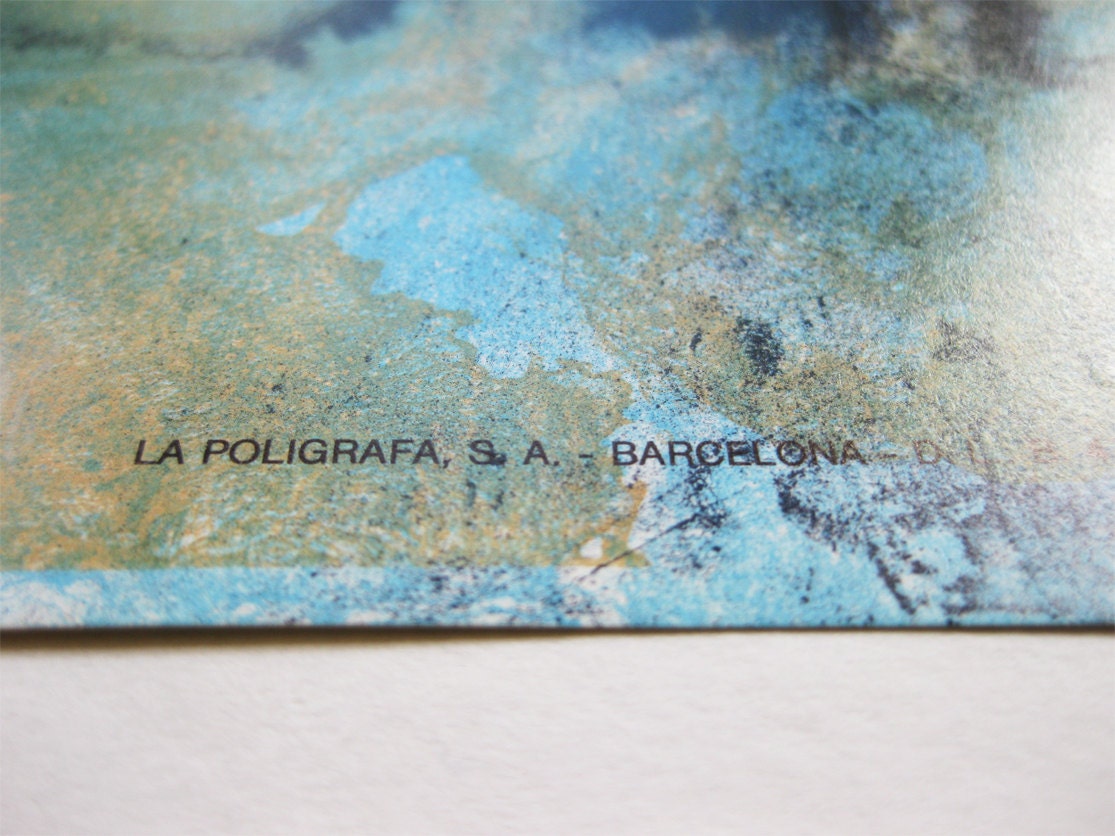 LA POLIGRAFA, S. A. - BARCELONA -